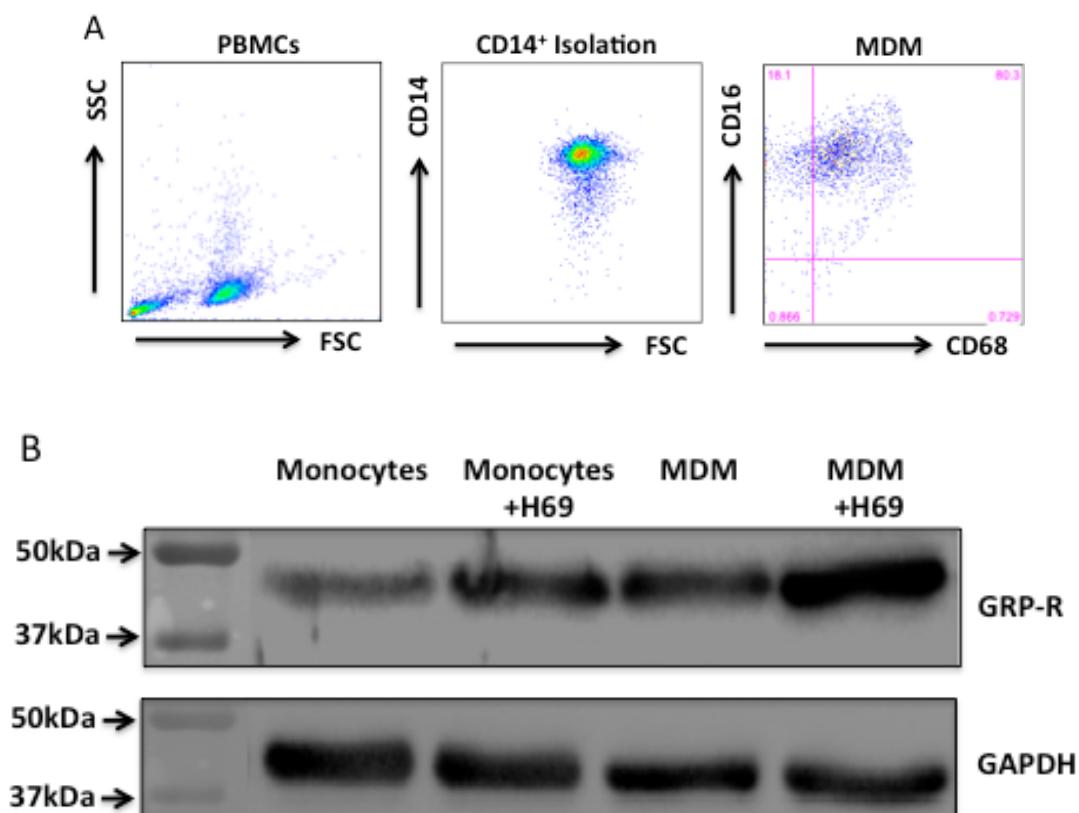 A
PBMCs
CD14⁺ Isolation
MDM
SSC
FSC
CD14
FSC
CD16
18.1
80.3
0.866
0.729
CD68
B
Monocytes
Monocytes
+H69
MDM
MDM
+H69
50kDa
37kDa
GRP-R
50kDa
37kDa
GAPDH